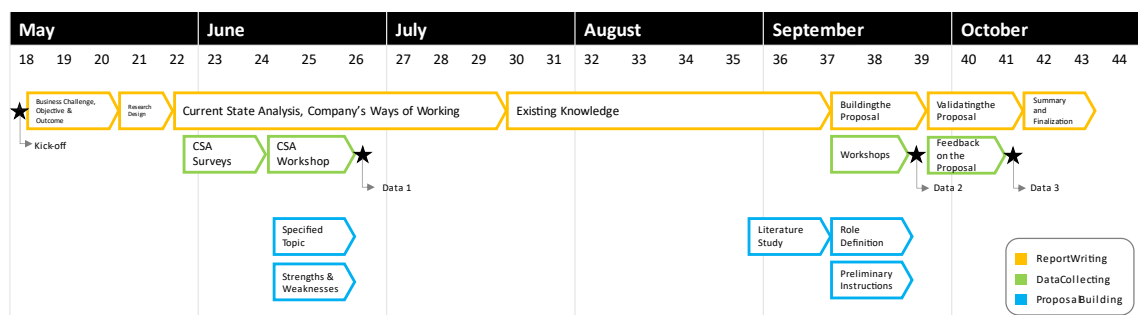 May June July August September October
18 19 20 21 22 23 24 25 26 27 28 29 30 31 32 33 34 35 36 37 38 39 40 41 42 43 44
Business Challenge,
Objective &
Outcome
Research
Design
Current State Analysis, Company's Ways of Working
Existing Knowledge
Buildingthe
Proposal
Validatingthe
Proposal
Summary
and
Finalization
Kick-off
CSA
Surveys
CSA
Workshop
Data 1
Workshops
Data 2
Feedback
on the
Proposal
Data 3
Specified
Topic
Literature
Study
Role
Definition
Strengths &
Weaknesses
Preliminary
Instructions
ReportWriting
DataCollecting
ProposalBuilding